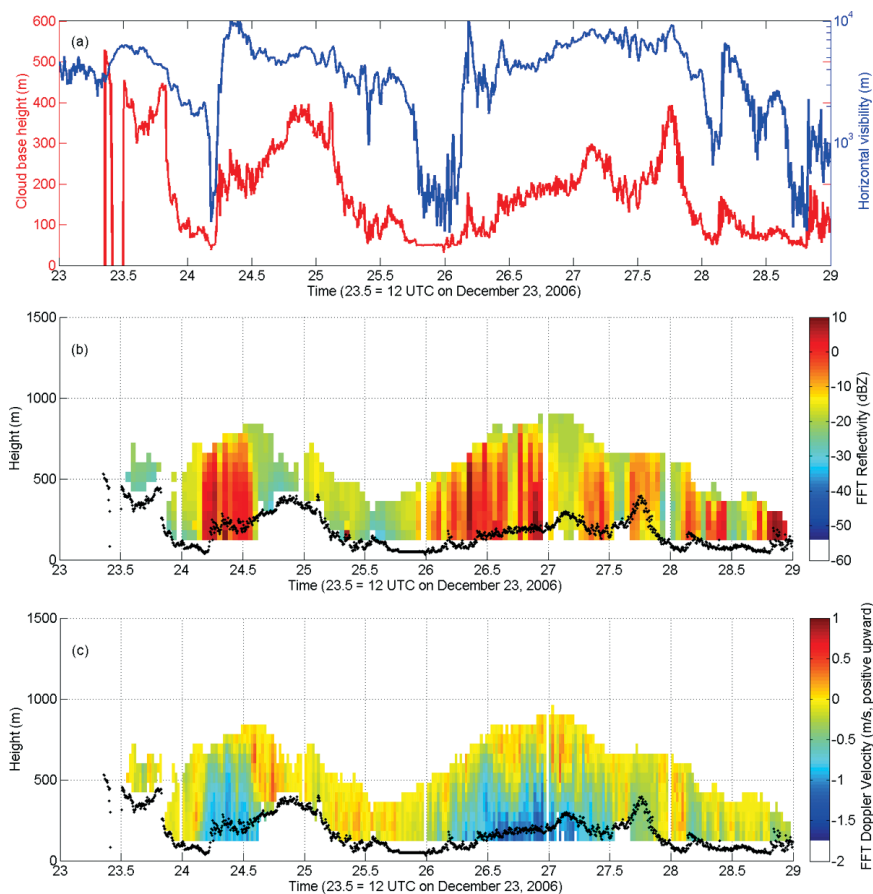 (a)
600
500
400
300
200
100
0
Cloud base height (m)
10^4
10^3
Horizontal visibility (m)
23 23.5 24 24.5 25 25.5 26 26.5 27 27.5 28 28.5 29
Time (23.5 = 12 UTC on December 23, 2006)
(b)
1500
1000
500
0
Height (m)
23 23.5 24 24.5 25 25.5 26 26.5 27 27.5 28 28.5 29
Time (23.5 = 12 UTC on December 23, 2006)
10
0
-10
-20
-30
-40
-50
-60
FFT Reflectivity (dBZ)
(c)
1500
1000
500
0
Height (m)
23 23.5 24 24.5 25 25.5 26 26.5 27 27.5 28 28.5 29
Time (23.5 = 12 UTC on December 23, 2006)
1
0.5
0
-0.5
-1
-1.5
-2
FFT Doppler Velocity (m/s, positive upward)